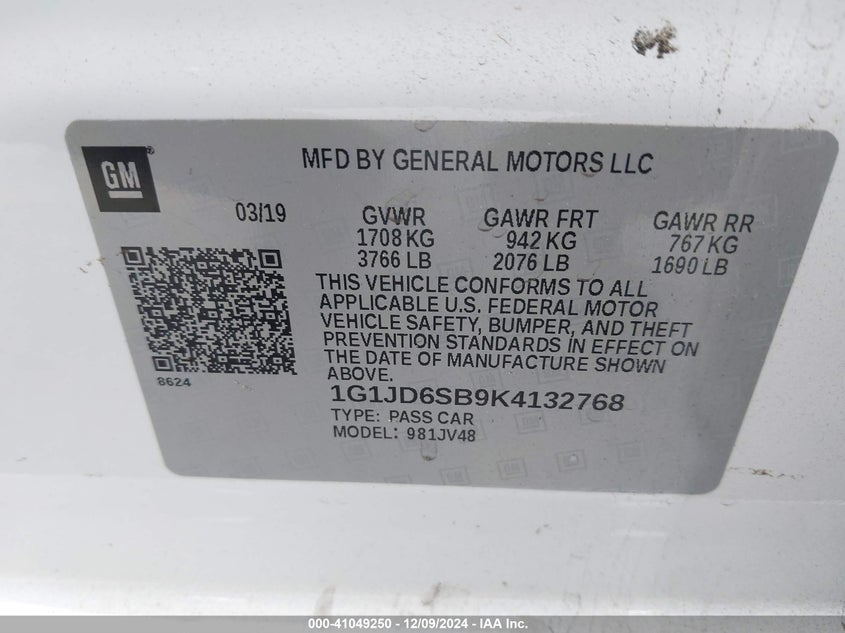 GM
MFD BY GENERAL MOTORS LLC
03/19
GVWR
1708 KG
3766 LB
GAWR FRT
942 KG
2076 LB
GAWR RR
767 KG
1690 LB
THIS VEHICLE CONFORMS TO ALL
APPLICABLE U.S. FEDERAL MOTOR
VEHICLE SAFETY, BUMPER, AND THEFT
PREVENTION STANDARDS IN EFFECT ON
THE DATE OF MANUFACTURE SHOWN
ABOVE.
8624
1G1JD6SB9K4132768
TYPE: PASS CAR
MODEL: 981JV48
000-41049250 - 12/09/2024 - IAA Inc.